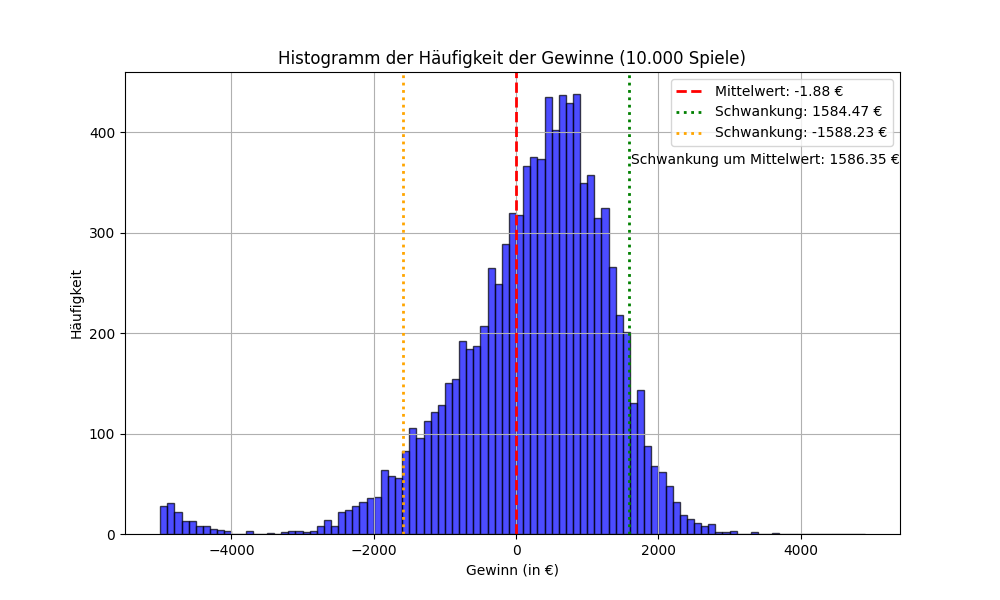 Histogramm der Häufigkeit der Gewinne (10.000 Spiele)
Mittelwert: -1.88 €
Schwankung: 1584.47 €
Schwankung: -1588.23 €
Schwankung um Mittelwert: 1586.35 €
Häufigkeit
400
300
200
100
0
−4000
−2000
0
2000
4000
Gewinn (in €)